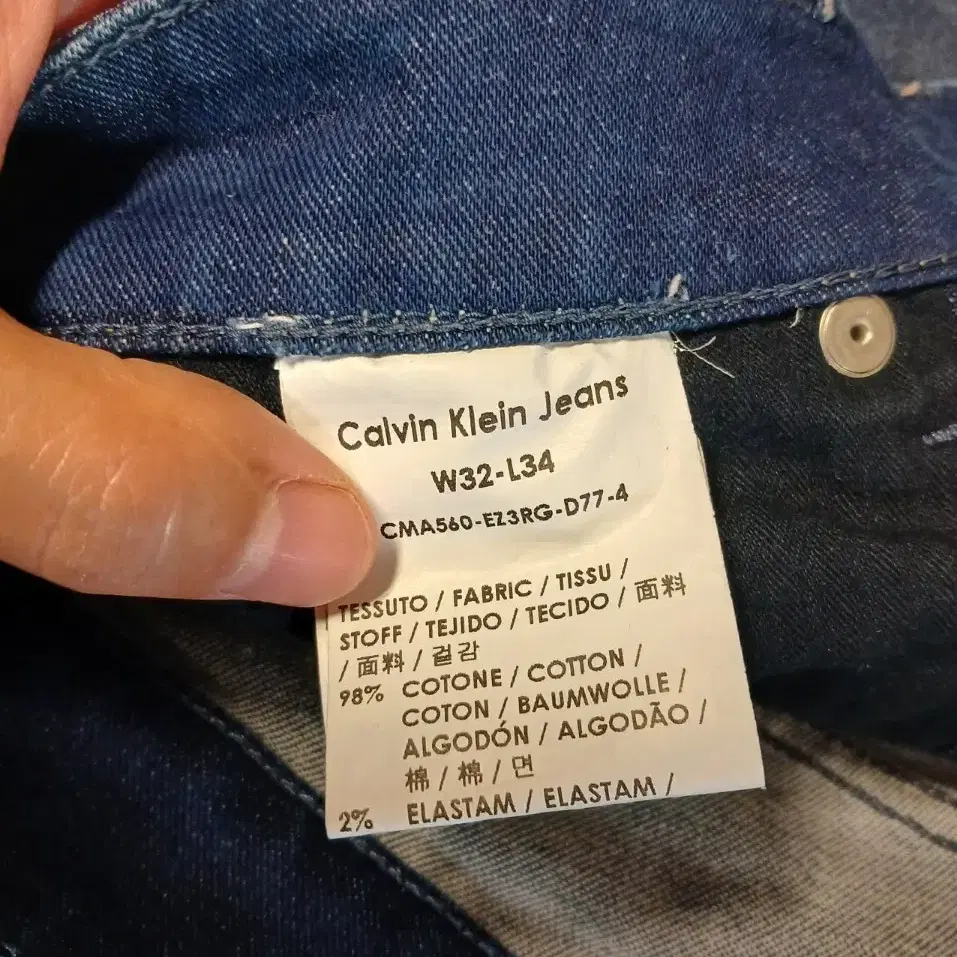 Calvin Klein Jeans
W32-L34
CMA560-EZ3RG-D77-4
TESSUTO / FABRIC / TISSU /
STOFF / TEJIDO / TECIDO / 面料
/ 面料 / 겉감
98% COTONE / COTTON /
COTON / BAUMWOLLE /
ALGODÓN / ALGODÃO /
棉 / 棉 / 면
2% ELASTAM / ELASTAM /